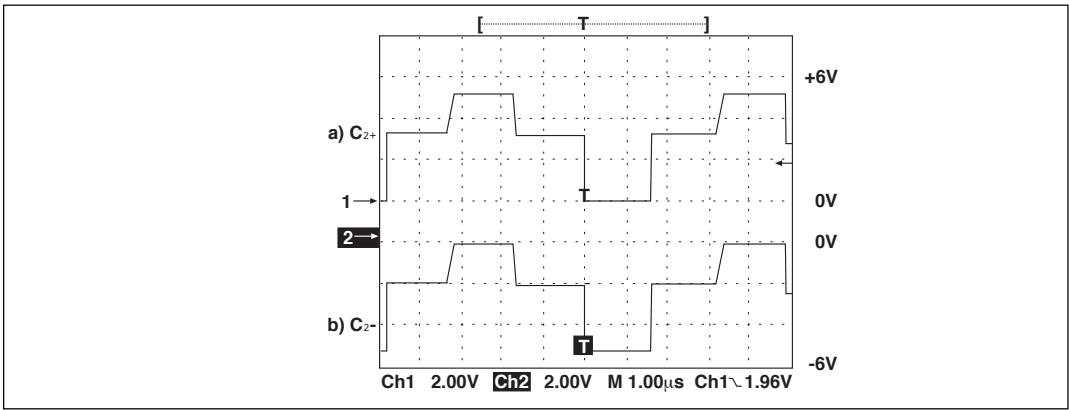 [ T ]
+6V
a) C2+
T
1
0V
2
0V
b) C2-
T
-6V
Ch1 2.00V Ch2 2.00V M 1.00µs Ch1 1.96V